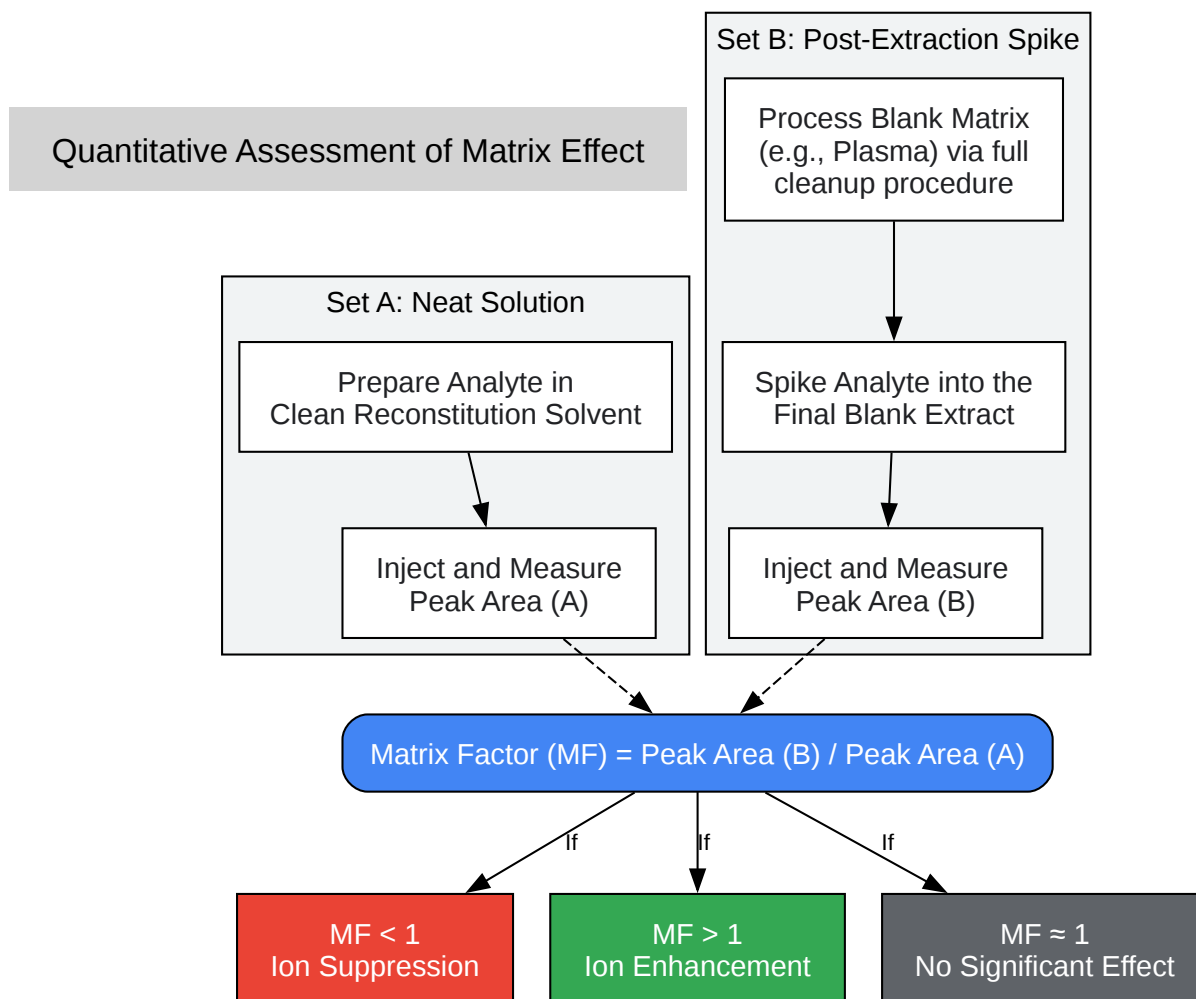 Quantitative Assessment of Matrix Effect
Set A: Neat Solution
Prepare Analyte in
Clean Reconstitution Solvent
Inject and Measure
Peak Area (A)
Set B: Post-Extraction Spike
Process Blank Matrix
(e.g., Plasma) via full
cleanup procedure
Spike Analyte into the
Final Blank Extract
Inject and Measure
Peak Area (B)
Matrix Factor (MF) = Peak Area (B) / Peak Area (A)
If
If
If
MF < 1
Ion Suppression
MF > 1
Ion Enhancement
MF ≈ 1
No Significant Effect